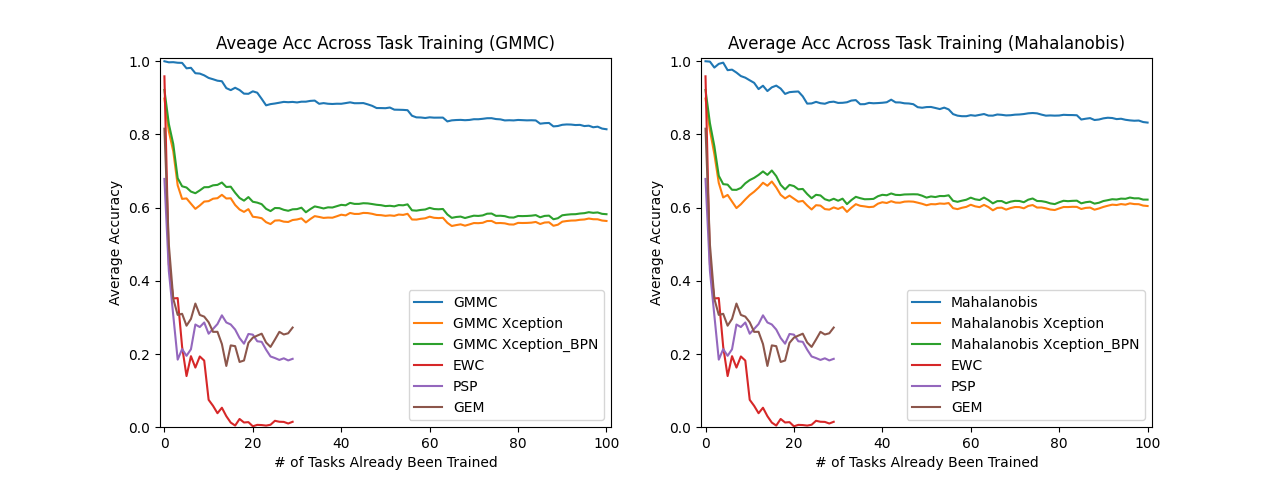 Aveage Acc Across Task Training (GMMC)
Average Accuracy
1.0
0.8
0.6
0.4
0.2
0.0
GMMC
GMMC Xception
GMMC Xception_BPN
EWC
PSP
GEM
0 20 40 60 80 100
# of Tasks Already Been Trained
Average Acc Across Task Training (Mahalanobis)
Average Accuracy
1.0
0.8
0.6
0.4
0.2
0.0
Mahalanobis
Mahalanobis Xception
Mahalanobis Xception_BPN
EWC
PSP
GEM
0 20 40 60 80 100
# of Tasks Already Been Trained